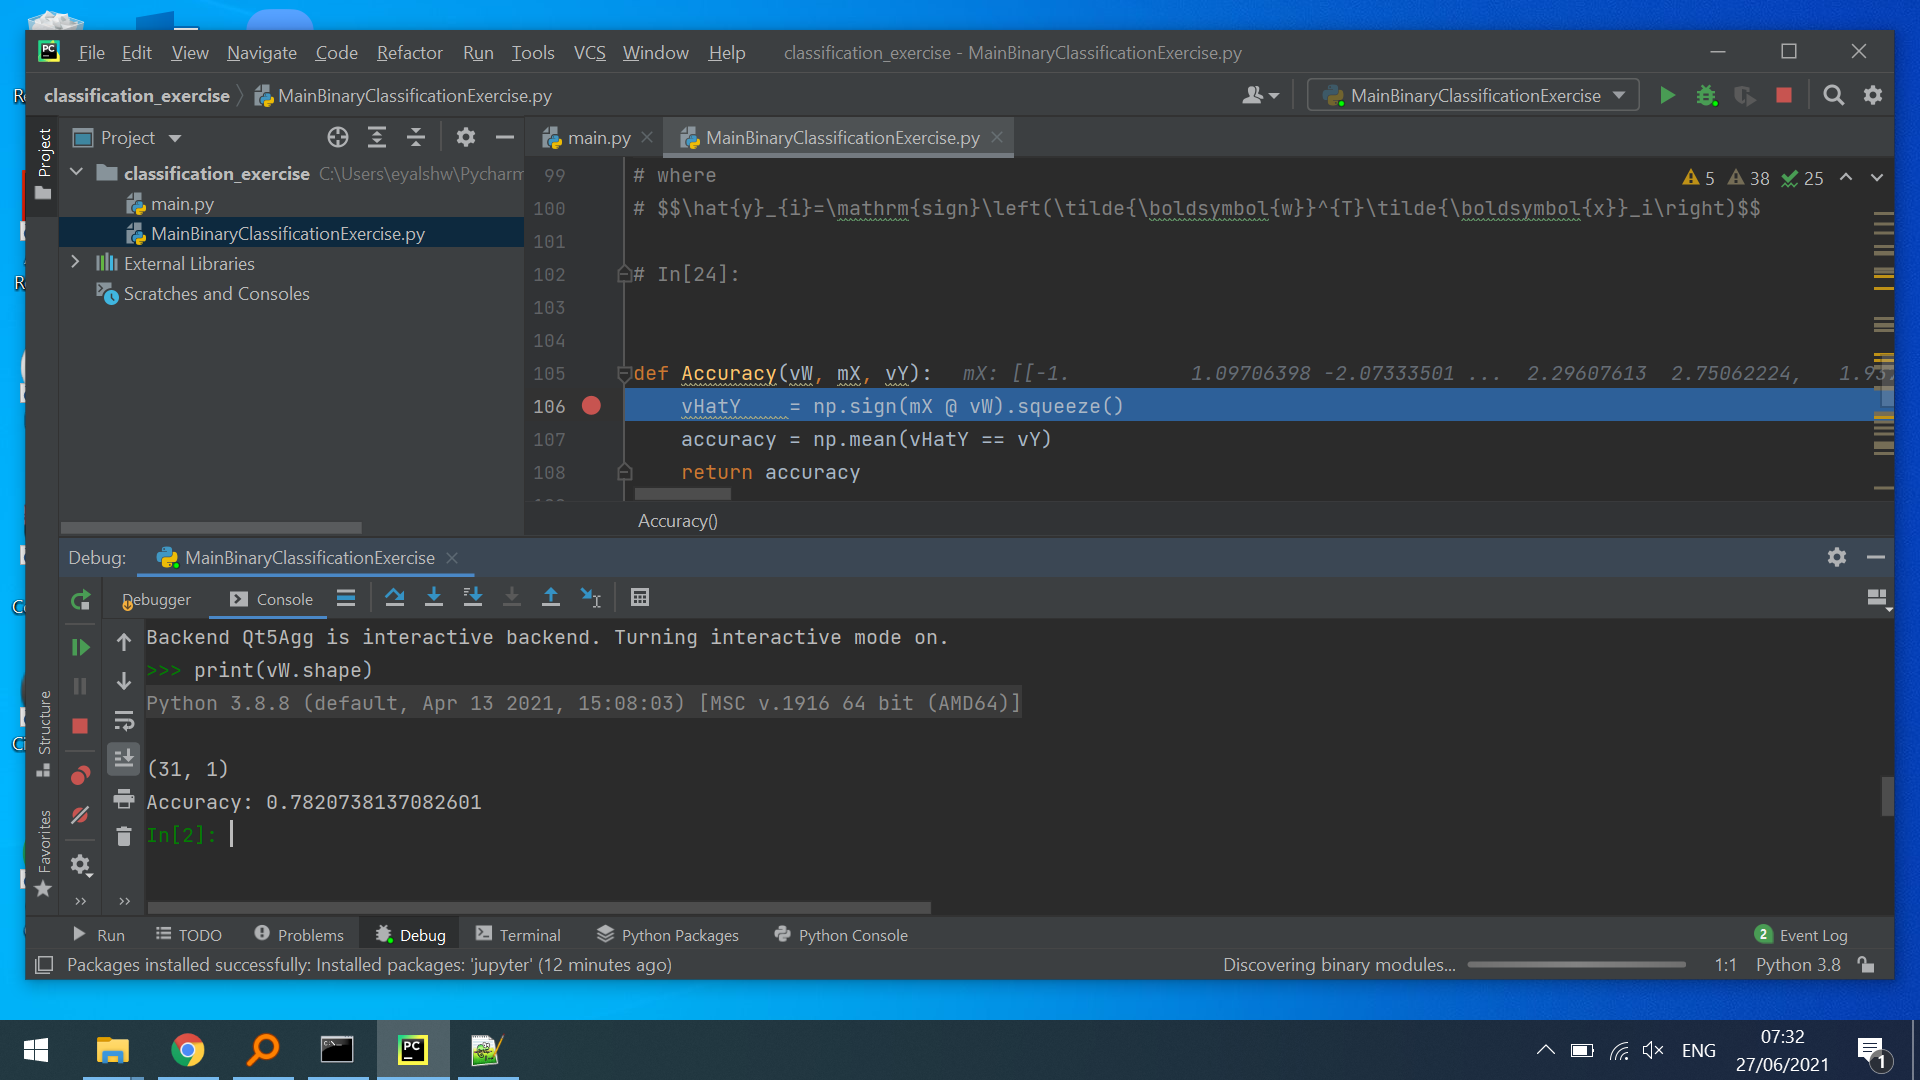 File Edit View Navigate Code Refactor Run Tools VCS Window Help classification_exercise - MainBinaryClassificationExercise.py
classification_exercise MainBinaryClassificationExercise.py MainBinaryClassificationExercise
Project Project main.py MainBinaryClassificationExercise.py
classification_exercise C:\Users\eyalshw\Pycharm
main.py
MainBinaryClassificationExercise.py
External Libraries
Scratches and Consoles
5 38 25
99 # where
100 # $$\hat{y}_{i}=\mathrm{sign}\left(\tilde{\boldsymbol{w}}^{T}\tilde{\boldsymbol{x}}_i\right)$$
101
102 # In[24]:
103
104
105 def Accuracy(vW, mX, vY): mX: [[-1. 1.09706398 -2.07333501 ... 2.29607613 2.75062224, 1.937
106 vHatY = np.sign(mX @ vW).squeeze()
107 accuracy = np.mean(vHatY == vY)
108 return accuracy
Accuracy()
Debug: MainBinaryClassificationExercise
Debugger Console
Backend Qt5Agg is interactive backend. Turning interactive mode on.
>>> print(vW.shape)
Python 3.8.8 (default, Apr 13 2021, 15:08:03) [MSC v.1916 64 bit (AMD64)]
(31, 1)
Accuracy: 0.7820738137082601
In[2]:
Structure
Favorites
Run TODO Problems Debug Terminal Python Packages Python Console 2 Event Log
Packages installed successfully: Installed packages: 'jupyter' (12 minutes ago) Discovering binary modules... 1:1 Python 3.8
PC
ENG
07:32
27/06/2021
1